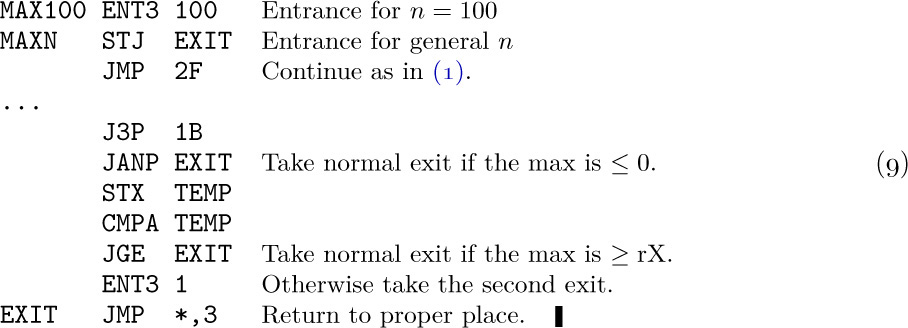 MAX100 ENT3 100 Entrance for n = 100
MAXN STJ EXIT Entrance for general n
JMP 2F Continue as in (1).
...
J3P 1B
JANP EXIT Take normal exit if the max is ≤ 0. (9)
STX TEMP
CMPA TEMP
JGE EXIT Take normal exit if the max is ≥ rX.
ENT3 1 Otherwise take the second exit.
EXIT JMP *,3 Return to proper place. ▮